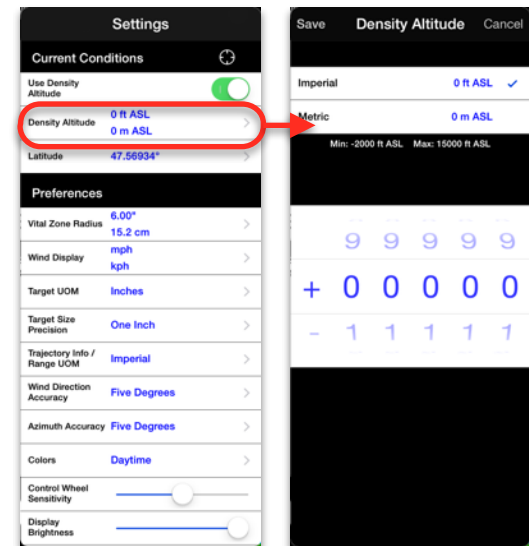 Settings
Current Conditions
Use Density
Altitude
Density Altitude
0 ft ASL
0 m ASL
Latitude 47.56934°
Preferences
Vital Zone Radius
6.00"
15.2 cm
Wind Display
mph
kph
Target UOM Inches
Target Size
Precision
One Inch
Trajectory Info /
Range UOM
Imperial
Wind Direction
Accuracy
Five Degrees
Azimuth Accuracy Five Degrees
Colors Daytime
Control Wheel
Sensitivity
Display
Brightness
Save Density Altitude Cancel
Imperial 0 ft ASL ✓
Metric 0 m ASL
Min: -2000 ft ASL Max: 15000 ft ASL
9 9 9 9 9
+ 0 0 0 0 0
- 1 1 1 1 1